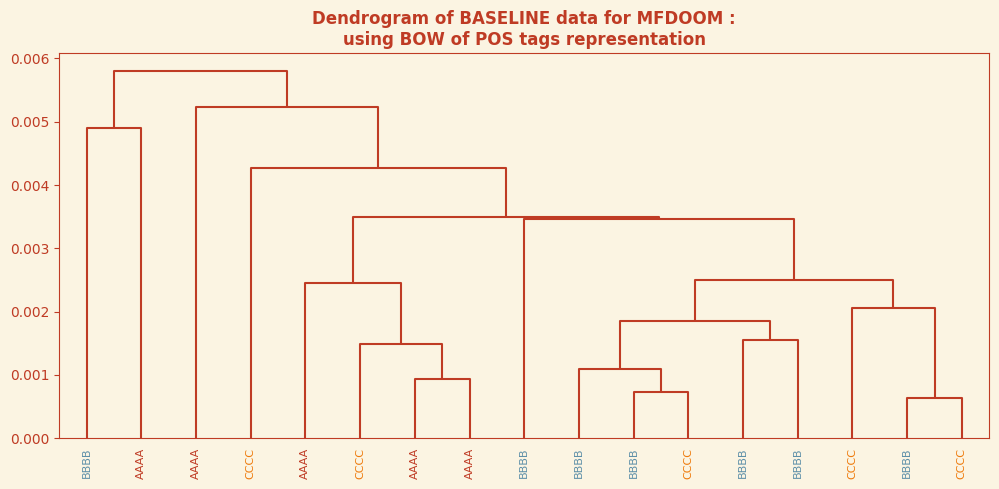 Dendrogram of BASELINE data for MFDOOM :
using BOW of POS tags representation
0.006
0.005
0.004
0.003
0.002
0.001
0.000
BBBB
AAAA
AAAA
CCCC
AAAA
CCCC
AAAA
AAAA
BBBB
BBBB
BBBB
CCCC
BBBB
BBBB
CCCC
BBBB
CCCC